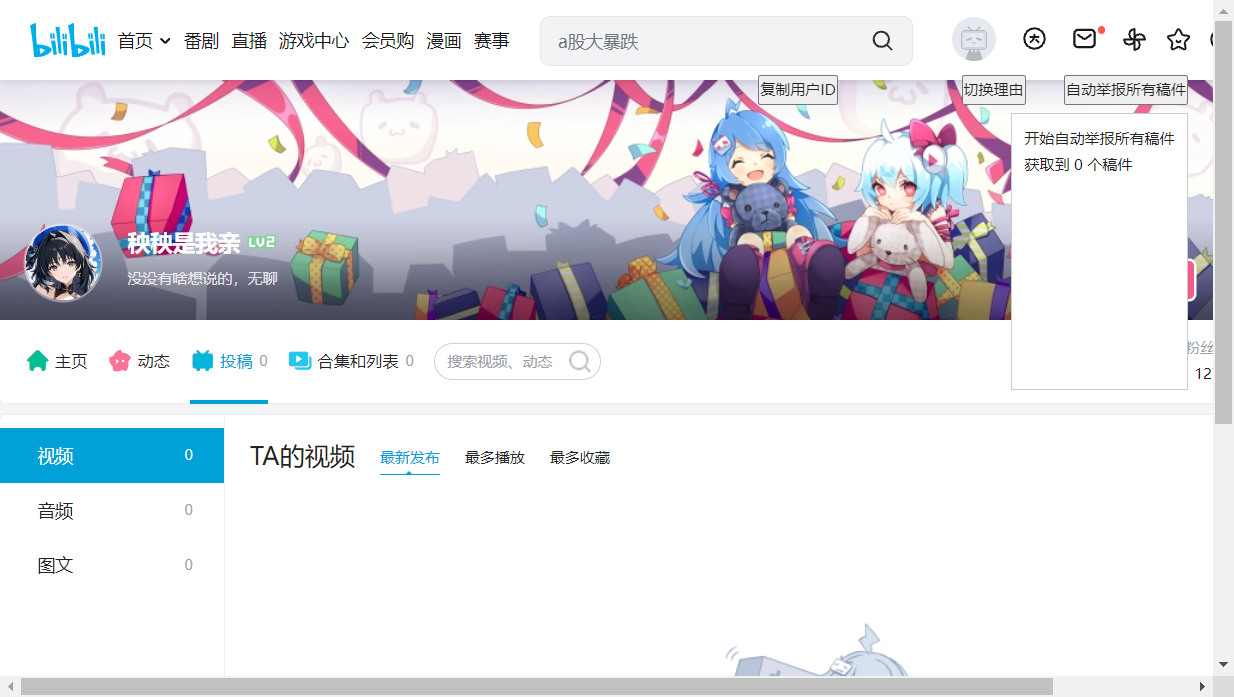 bilibili 首页 番剧 直播 游戏中心 会员购 漫画 赛事 a股大暴跌
复制用户ID 切换理由 自动举报所有稿件
开始自动举报所有稿件
获取到 0 个稿件
秧秧是我亲 LV2
没没有啥想说的，无聊
主页 动态 投稿 0 合集和列表 0 搜索视频、动态
粉丝
12
视频 0
音频 0
图文 0
TA的视频 最新发布 最多播放 最多收藏